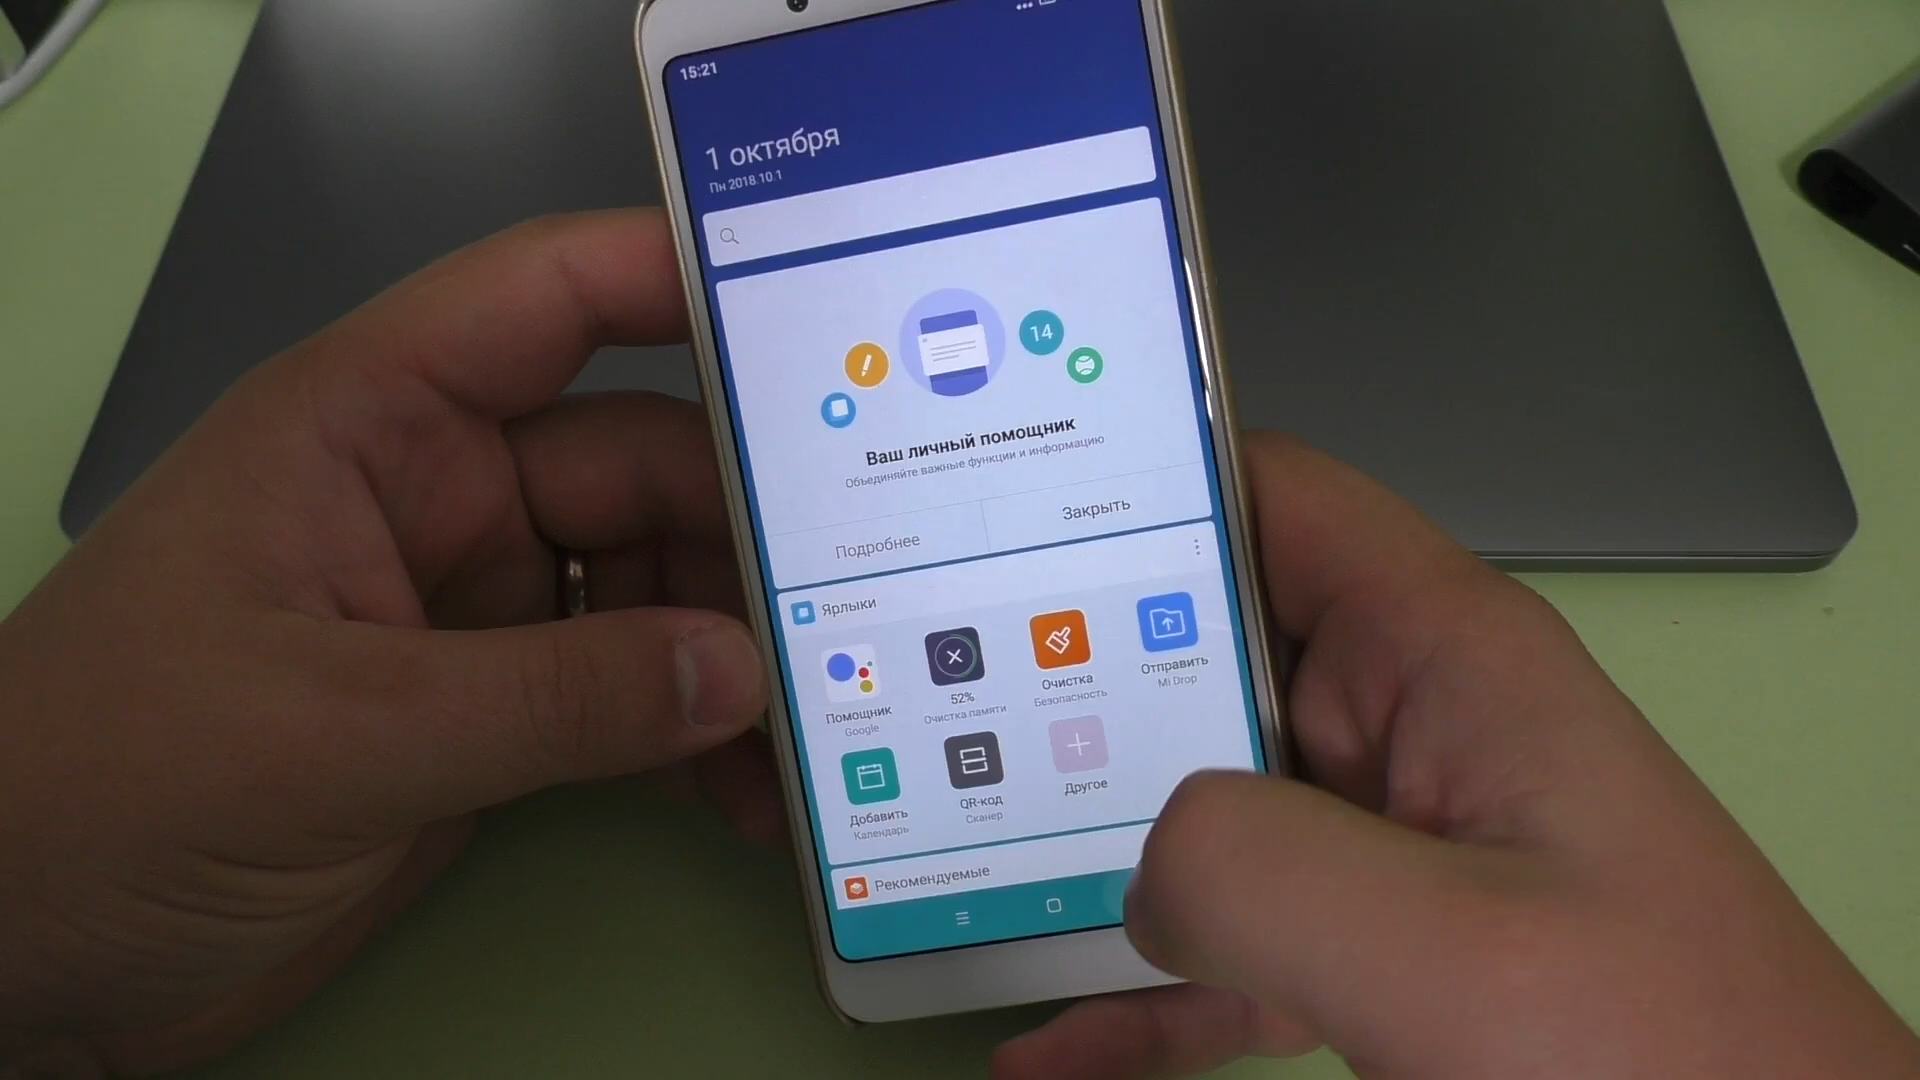 15:21
1 октября
Пн 2018.10.1
14
Ваш личный помощник
Объединяйте важные функции и информацию
Подробнее
Закрыть
Ярлыки
Помощник
Google
52%
Очистка памяти
Очистка
Безопасность
Отправить
Mi Drop
Добавить
Календарь
QR-код
Сканер
Другое
Рекомендуемые